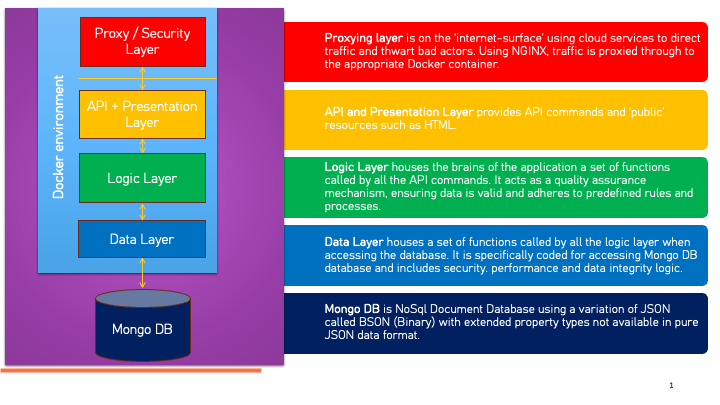 Docker environment
Proxy / Security
Layer
API + Presentation
Layer
Logic Layer
Data Layer
Mongo DB
Proxying layer is on the 'internet-surface' using cloud services to direct
traffic and thwart bad actors. Using NGINX, traffic is proxied through to
the appropriate Docker container.
API and Presentation Layer provides API commands and 'public'
resources such as HTML.
Logic Layer houses the brains of the application a set of functions
called by all the API commands. It acts as a quality assurance
mechanism, ensuring data is valid and adheres to predefined rules and
processes.
Data Layer houses a set of functions called by all the logic layer when
accessing the database. It is specifically coded for accessing Mongo DB
database and includes security. performance and data integrity logic.
Mongo DB is NoSql Document Database using a variation of JSON
called BSON (Binary) with extended property types not available in pure
JSON data format.
1